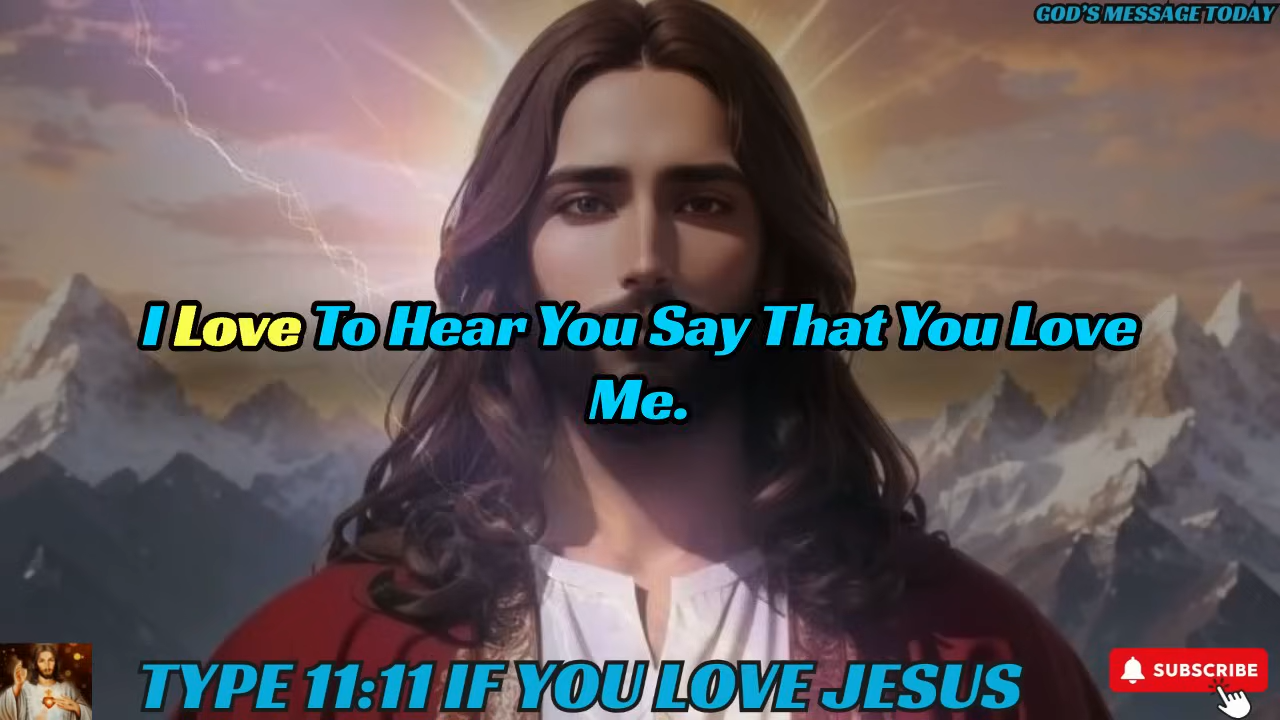 GOD'S MESSAGE TODAY
I Love To Hear You Say That You Love
Me.
TYPE 11:11 IF YOU LOVE JESUS
SUBSCRIBE